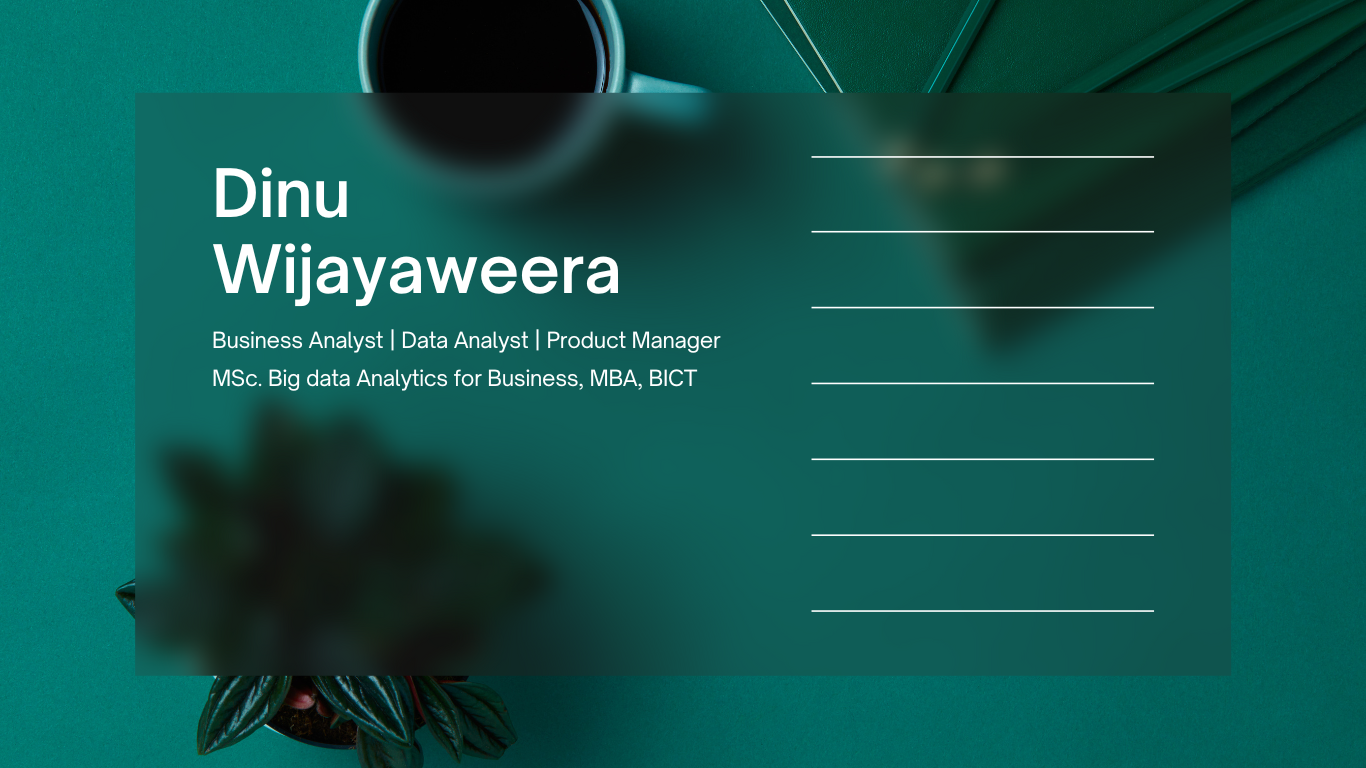 Dinu
Wijayaweera
Business Analyst | Data Analyst | Product Manager
MSc. Big data Analytics for Business, MBA, BICT